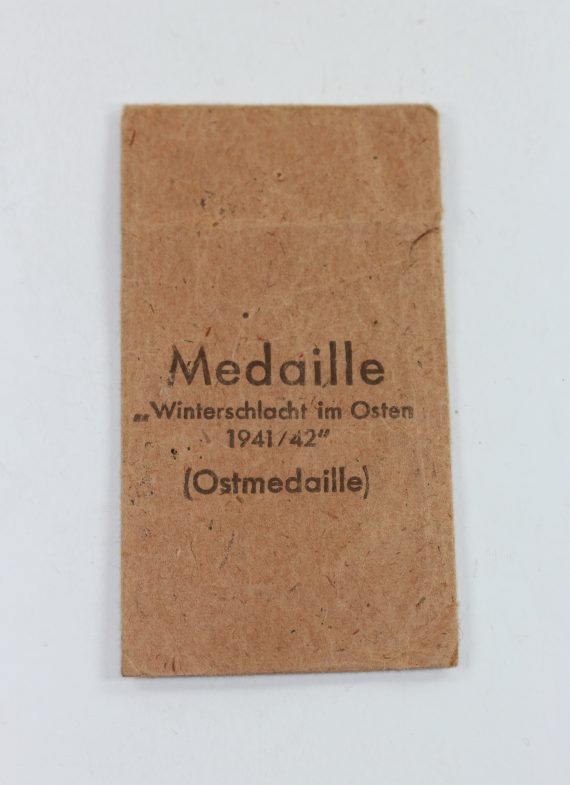 Medaille
„Winterschlacht im Osten
1941/42"
(Ostmedaille)